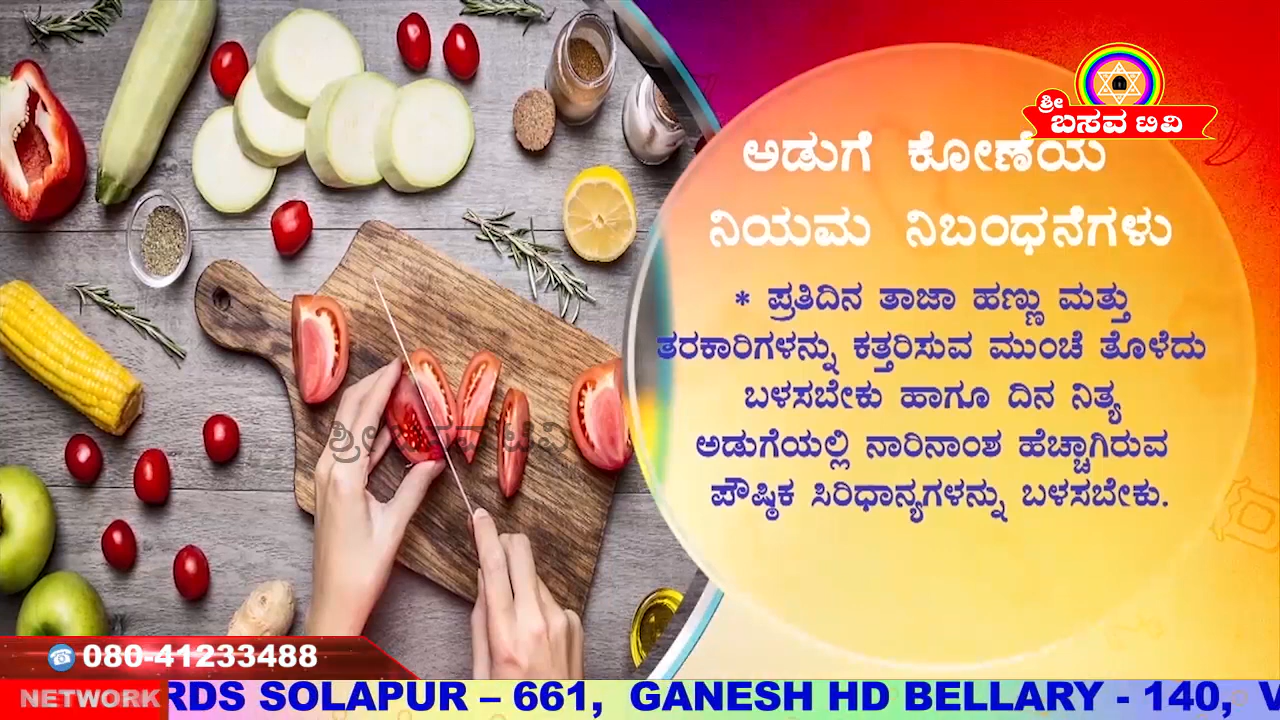 ಶ್ರೀ
ಬಸವ ಟಿವಿ
ಅಡುಗೆ ಕೋಣೆಯ
ನಿಯಮ ನಿಬಂಧನೆಗಳು
* ಪ್ರತಿದಿನ ತಾಜಾ ಹಣ್ಣು ಮತ್ತು
ತರಕಾರಿಗಳನ್ನು ಕತ್ತರಿಸುವ ಮುಂಚೆ ತೊಳೆದು
ಬಳಸಬೇಕು ಹಾಗೂ ದಿನ ನಿತ್ಯ
ಅಡುಗೆಯಲ್ಲಿ ನಾರಿನಾಂಶ ಹೆಚ್ಚಾಗಿರುವ
ಪೌಷ್ಠಿಕ ಸಿರಿಧಾನ್ಯಗಳನ್ನು ಬಳಸಬೇಕು.
ಶ್ರೀ ಬಸವ ಟಿವಿ
080-41233488
NETWORK RDS SOLAPUR – 661, GANESH HD BELLARY - 140, V